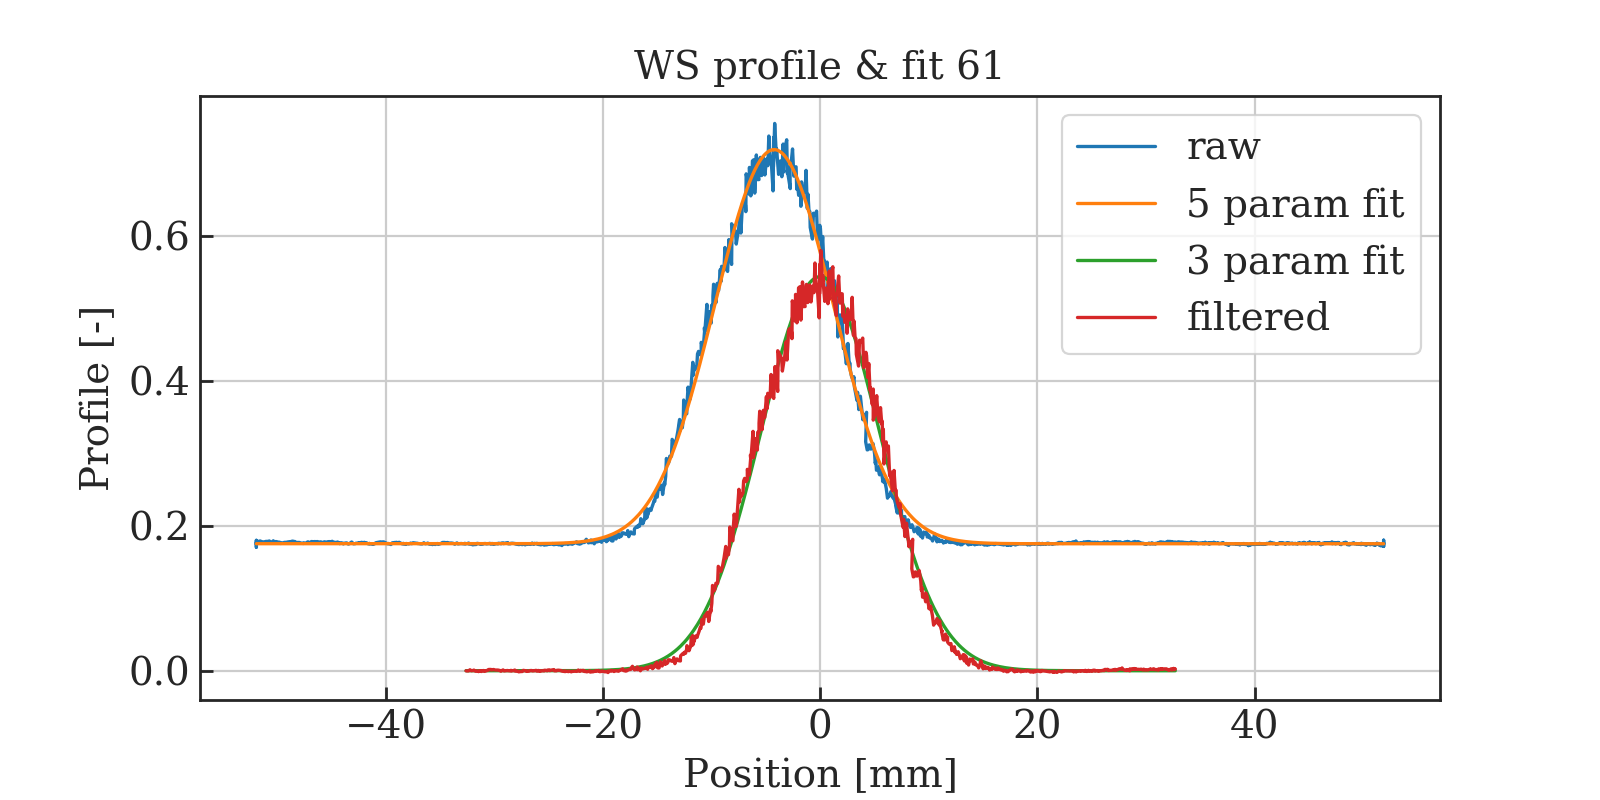 WS profile & fit 61
raw
5 param fit
3 param fit
filtered
Profile [-]
0.6
0.4
0.2
0.0
−40 −20 0 20 40
Position [mm]